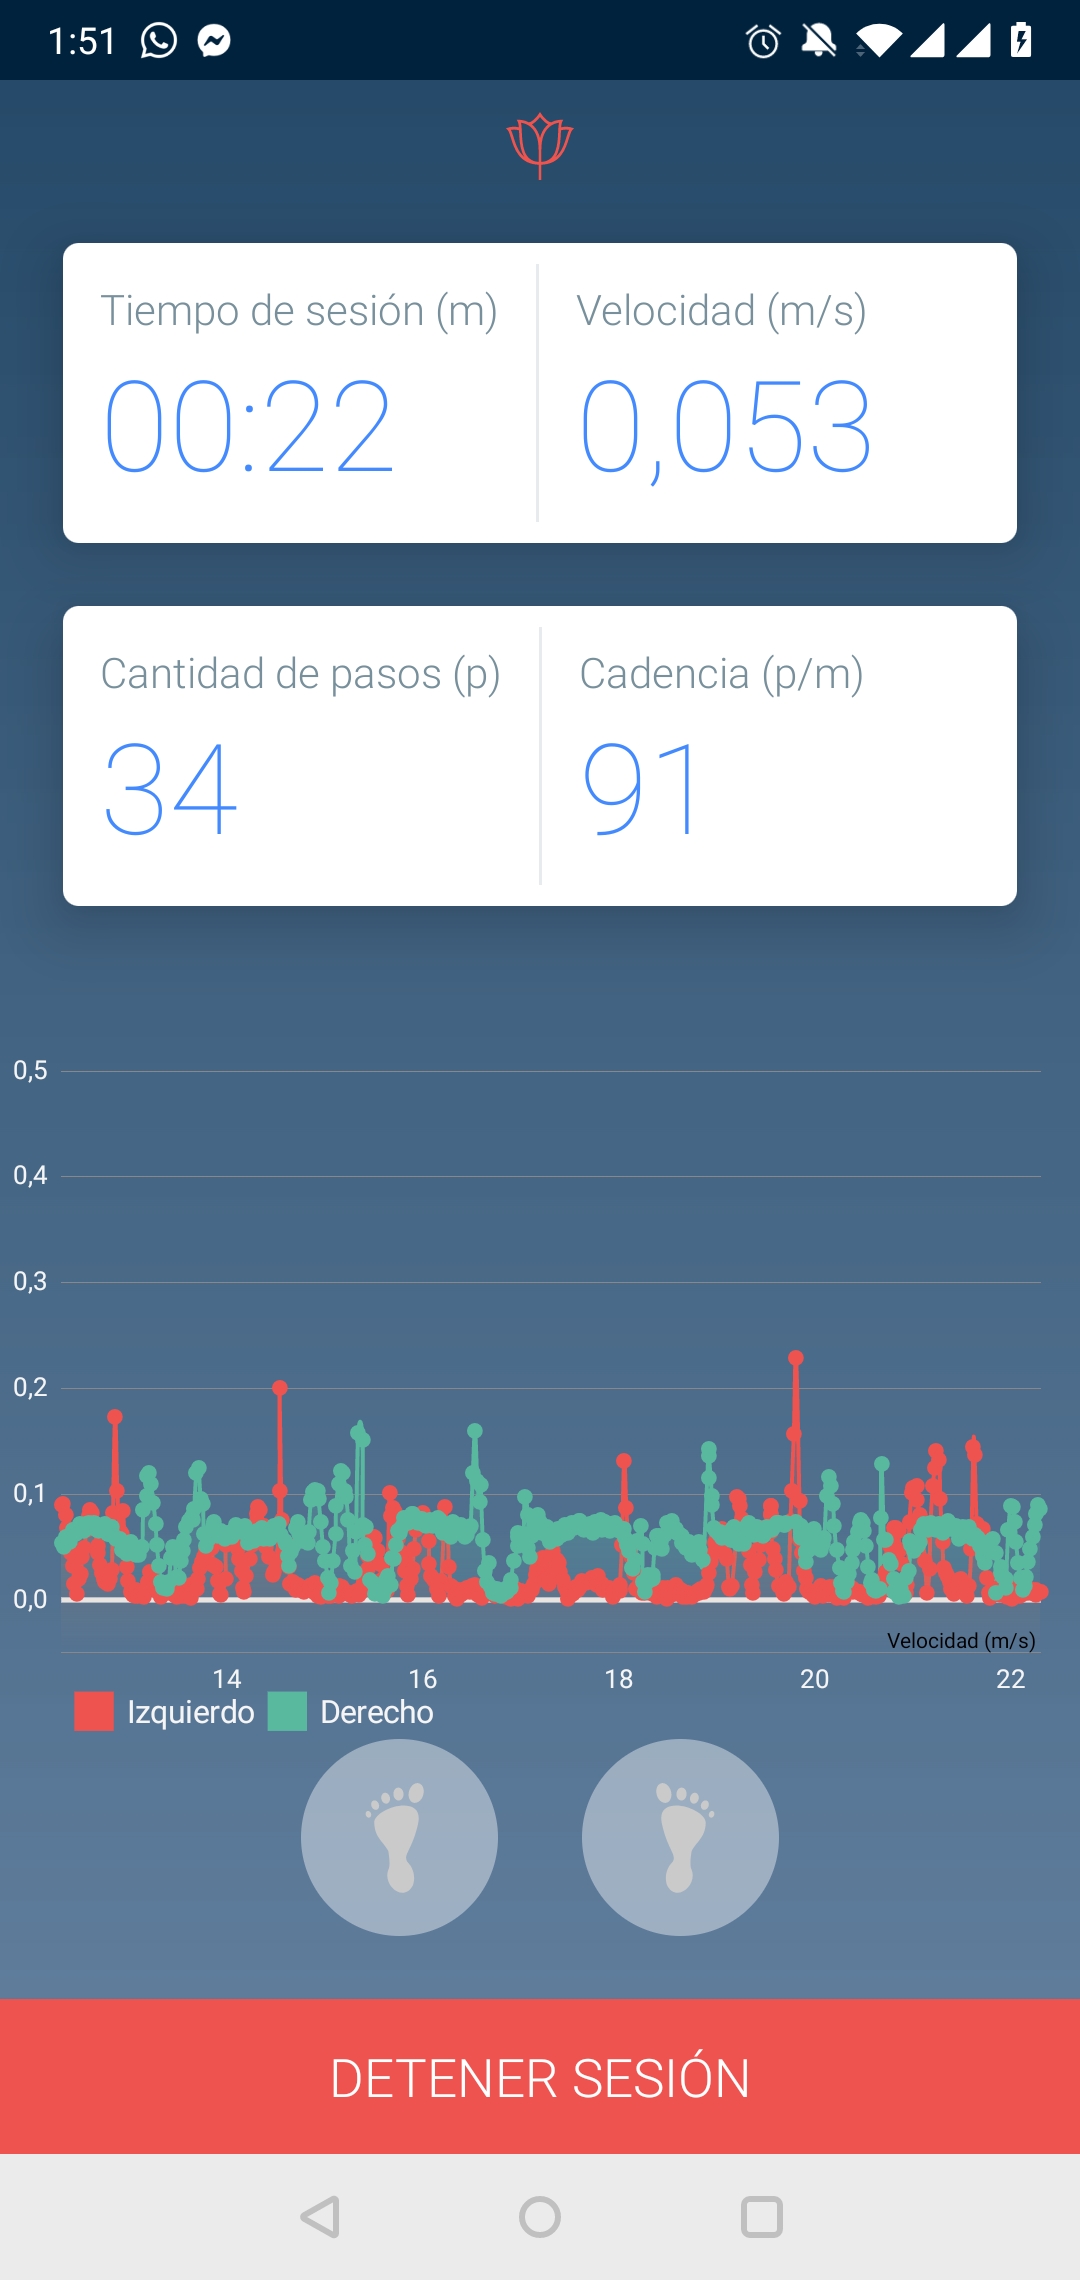 1:51
Tiempo de sesión (m)
Velocidad (m/s)
00:22
0,053
Cantidad de pasos (p)
Cadencia (p/m)
34
91
0,5
0,4
0,3
0,2
0,1
0,0
Velocidad (m/s)
14 16 18 20 22
Izquierdo Derecho
DETENER SESIÓN